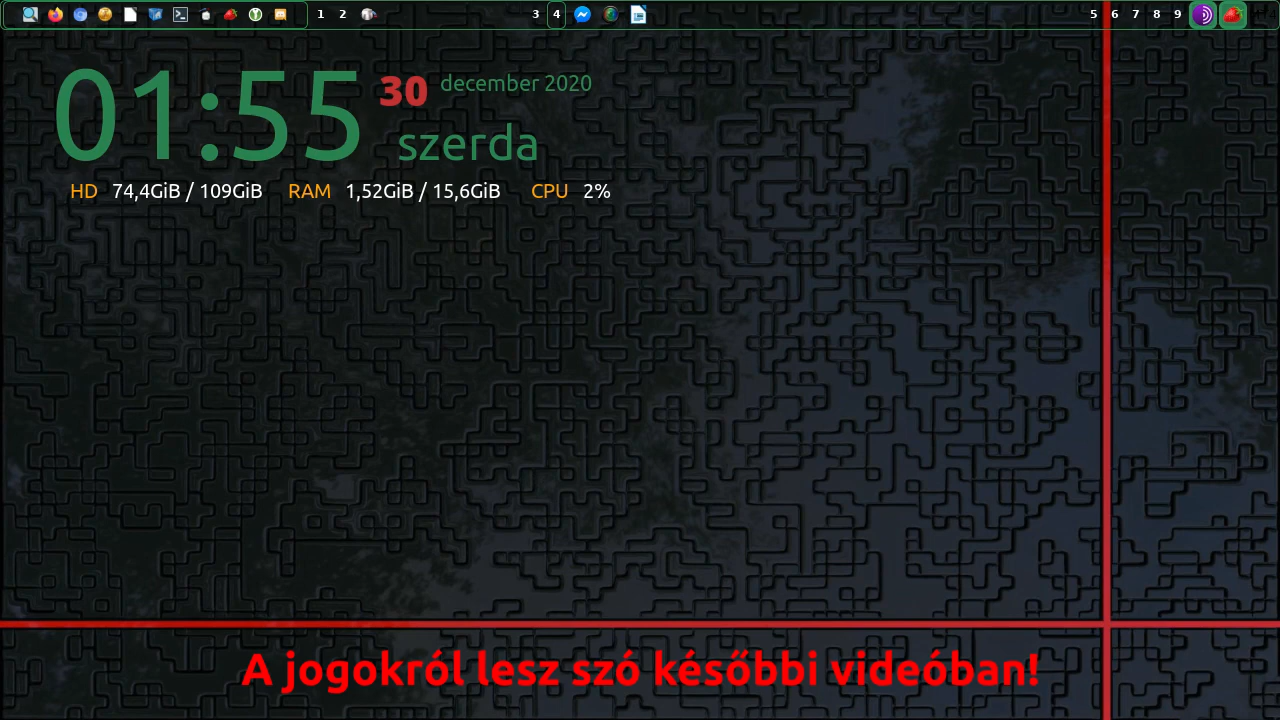 1 2 3 4 5 6 7 8 9
01:55 30 december 2020
szerda
HD 74,4GiB / 109GiB RAM 1,52GiB / 15,6GiB CPU 2%
A jogokról lesz szó későbbi videóban!